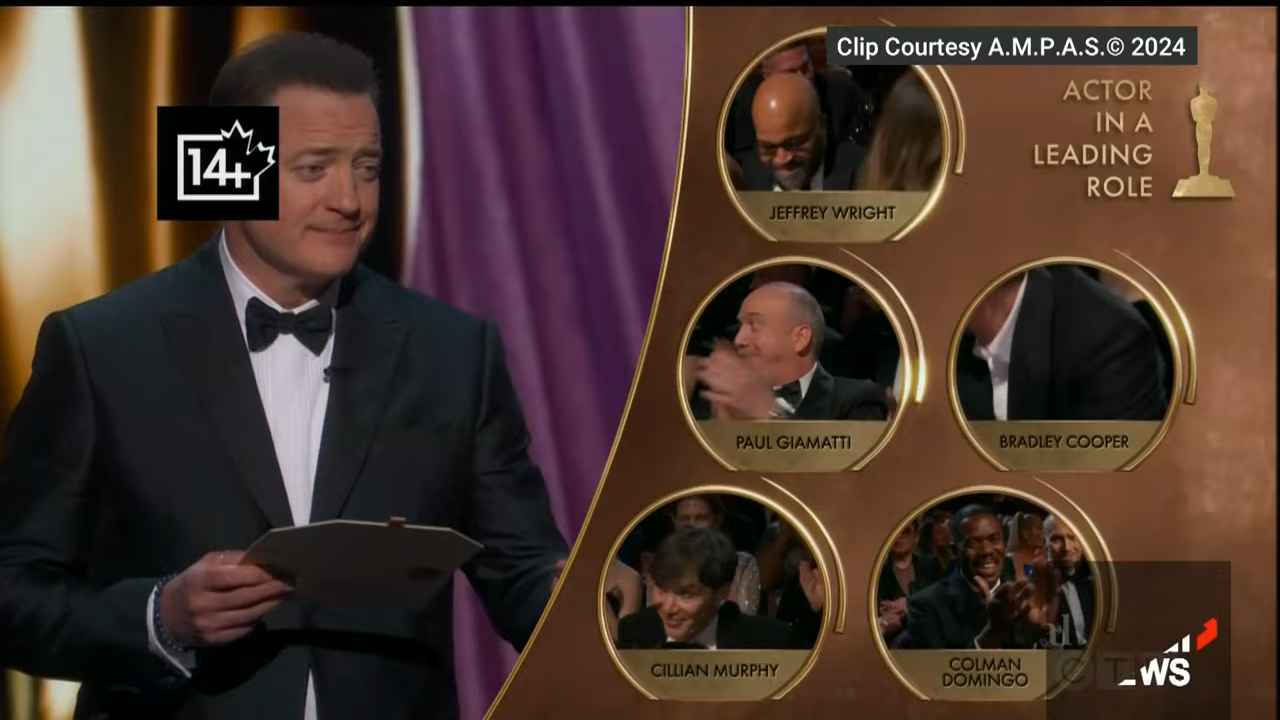 Clip Courtesy A.M.P.A.S.© 2024
14+
ACTOR
IN A
LEADING
ROLE
JEFFREY WRIGHT
PAUL GIAMATTI
BRADLEY COOPER
CILLIAN MURPHY
COLMAN
DOMINGO